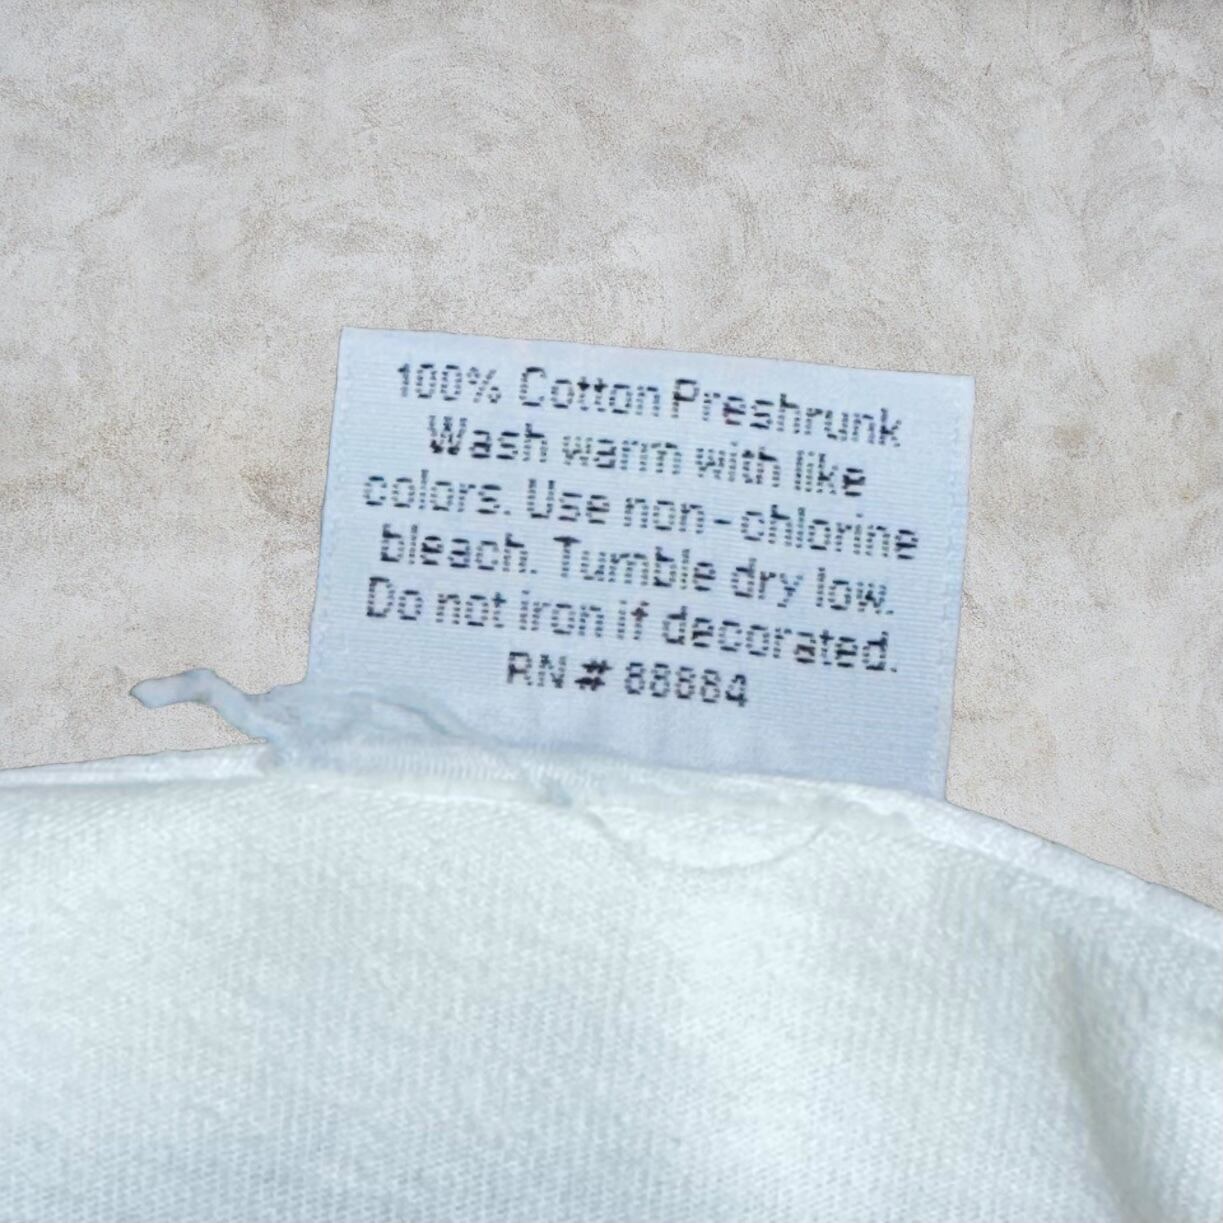 100% Cotton Preshrunk
Wash warm with like
colors. Use non-chlorine
bleach. Tumble dry low.
Do not iron if decorated.
RN # 88884